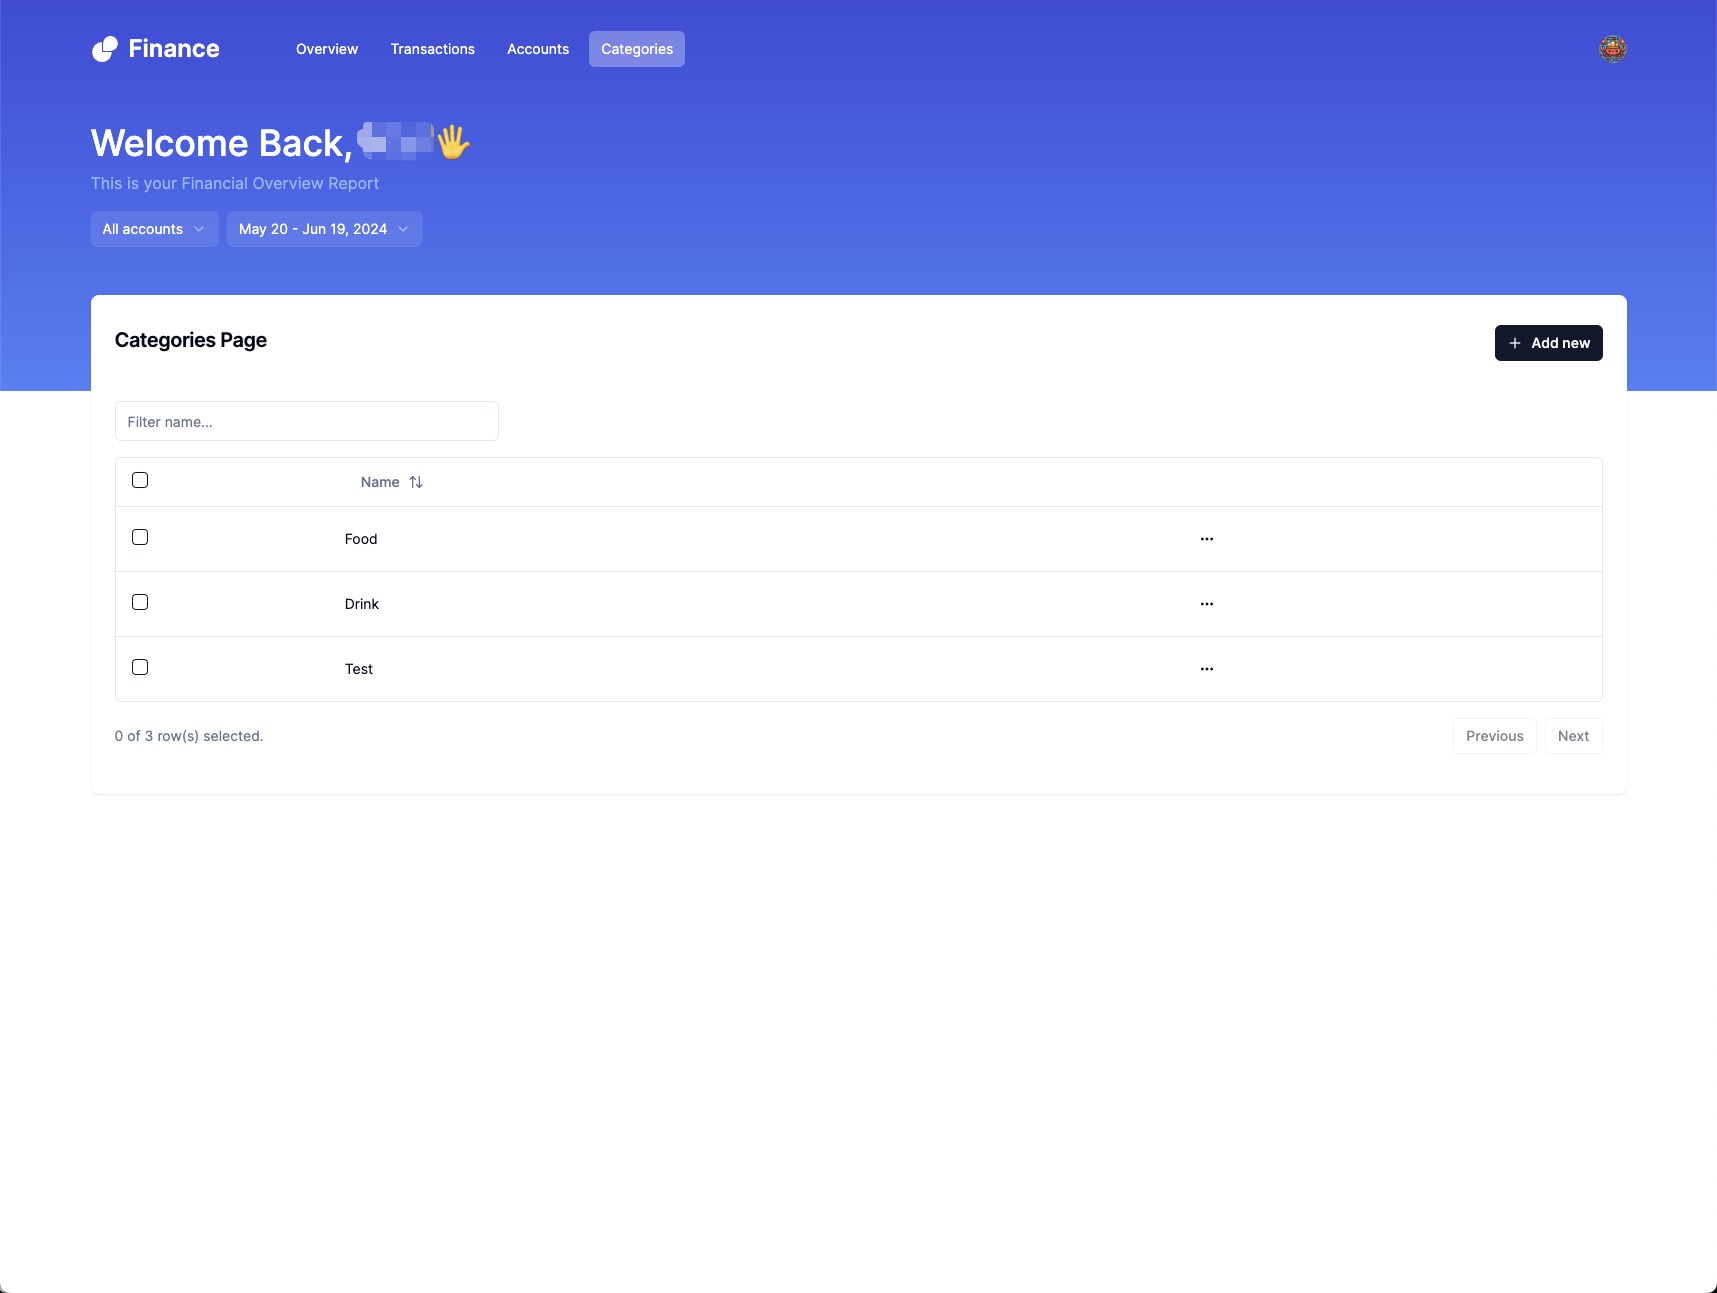 Finance
Overview
Transactions
Accounts
Categories
Welcome Back,
This is your Financial Overview Report
All accounts
May 20 - Jun 19, 2024
Categories Page
+ Add new
Filter name...
Name
Food
...
Drink
...
Test
...
0 of 3 row(s) selected.
Previous
Next